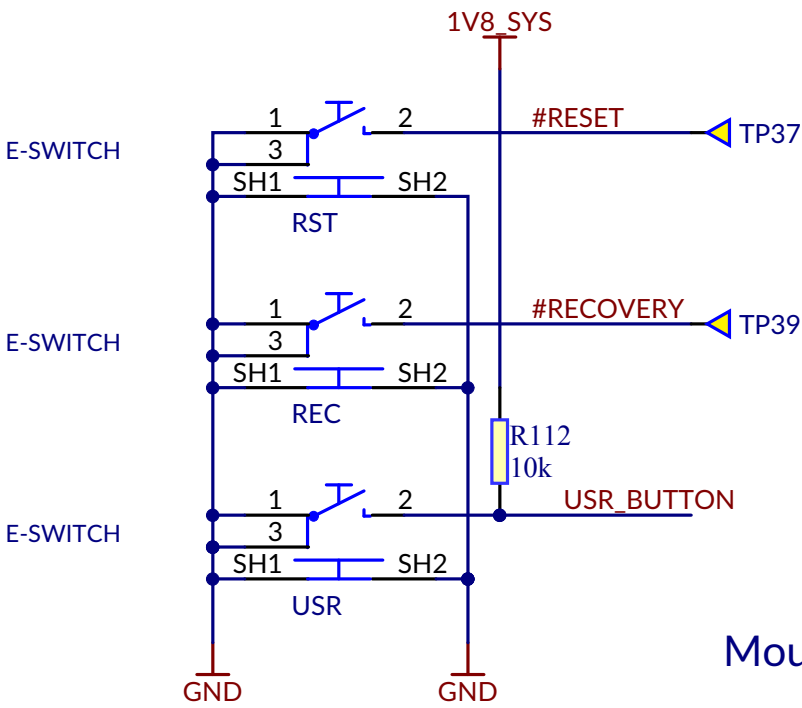 1V8_SYS
E-SWITCH
1
2
#RESET
TP37
3
SH1
SH2
RST
E-SWITCH
1
2
#RECOVERY
TP39
3
SH1
SH2
REC
R112
10k
E-SWITCH
1
2
USR_BUTTON
3
SH1
SH2
USR
Mou
GND
GND